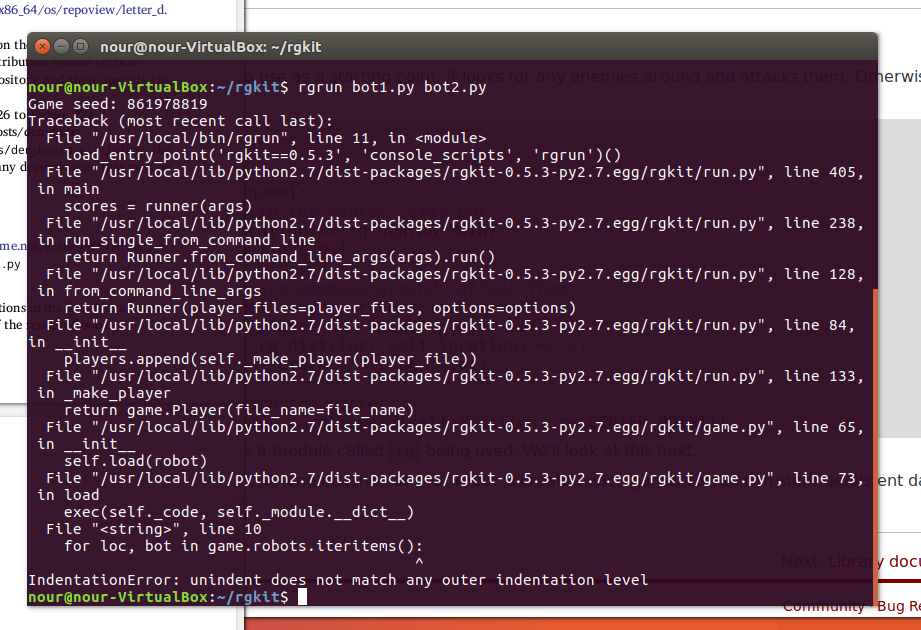 x86_64/os/repoview/letter_d.
nour@nour-VirtualBox: ~/rgkit
nour@nour-VirtualBox:~/rgkit$ rgrun bot1.py bot2.py
Game seed: 861978819
Traceback (most recent call last):
  File "/usr/local/bin/rgrun", line 11, in <module>
    load_entry_point('rgkit==0.5.3', 'console_scripts', 'rgrun')()
  File "/usr/local/lib/python2.7/dist-packages/rgkit-0.5.3-py2.7.egg/rgkit/run.py", line 405,
 in main
    scores = runner(args)
  File "/usr/local/lib/python2.7/dist-packages/rgkit-0.5.3-py2.7.egg/rgkit/run.py", line 238,
 in run_single_from_command_line
    return Runner.from_command_line_args(args).run()
  File "/usr/local/lib/python2.7/dist-packages/rgkit-0.5.3-py2.7.egg/rgkit/run.py", line 128,
 in from_command_line_args
    return Runner(player_files=player_files, options=options)
  File "/usr/local/lib/python2.7/dist-packages/rgkit-0.5.3-py2.7.egg/rgkit/run.py", line 84,
in __init__
    players.append(self._make_player(player_file))
  File "/usr/local/lib/python2.7/dist-packages/rgkit-0.5.3-py2.7.egg/rgkit/run.py", line 133,
 in _make_player
    return game.Player(file_name=file_name)
  File "/usr/local/lib/python2.7/dist-packages/rgkit-0.5.3-py2.7.egg/rgkit/game.py", line 65,
 in __init__
    self.load(robot)
  File "/usr/local/lib/python2.7/dist-packages/rgkit-0.5.3-py2.7.egg/rgkit/game.py", line 73,
 in load
    exec(self._code, self._module.__dict__)
  File "<string>", line 10
    for loc, bot in game.robots.iteritems():
                                           ^
IndentationError: unindent does not match any outer indentation level
nour@nour-VirtualBox:~/rgkit$
use as a starting point. It looks for any enemies around and attacks them. Otherwis
s a module called rg being used. We'll look at this next.
Next: Library docu
Community Bug Re